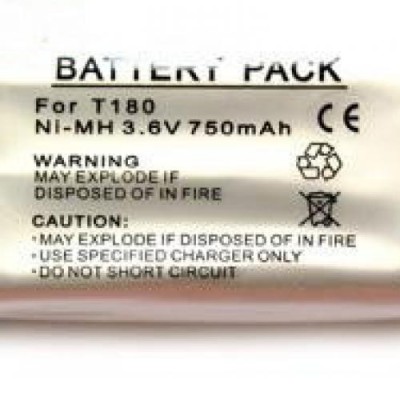 BATTERY PACK
For T180
Ni-MH 3.6V 750mAh
CE
WARNING
MAY EXPLODE IF
DISPOSED OF IN FIRE
CAUTION:
·MAY EXPLODE IF DISPOSED OF IN FIRE
·USE SPECIFIED CHARGER ONLY
·DO NOT SHORT CIRCUIT